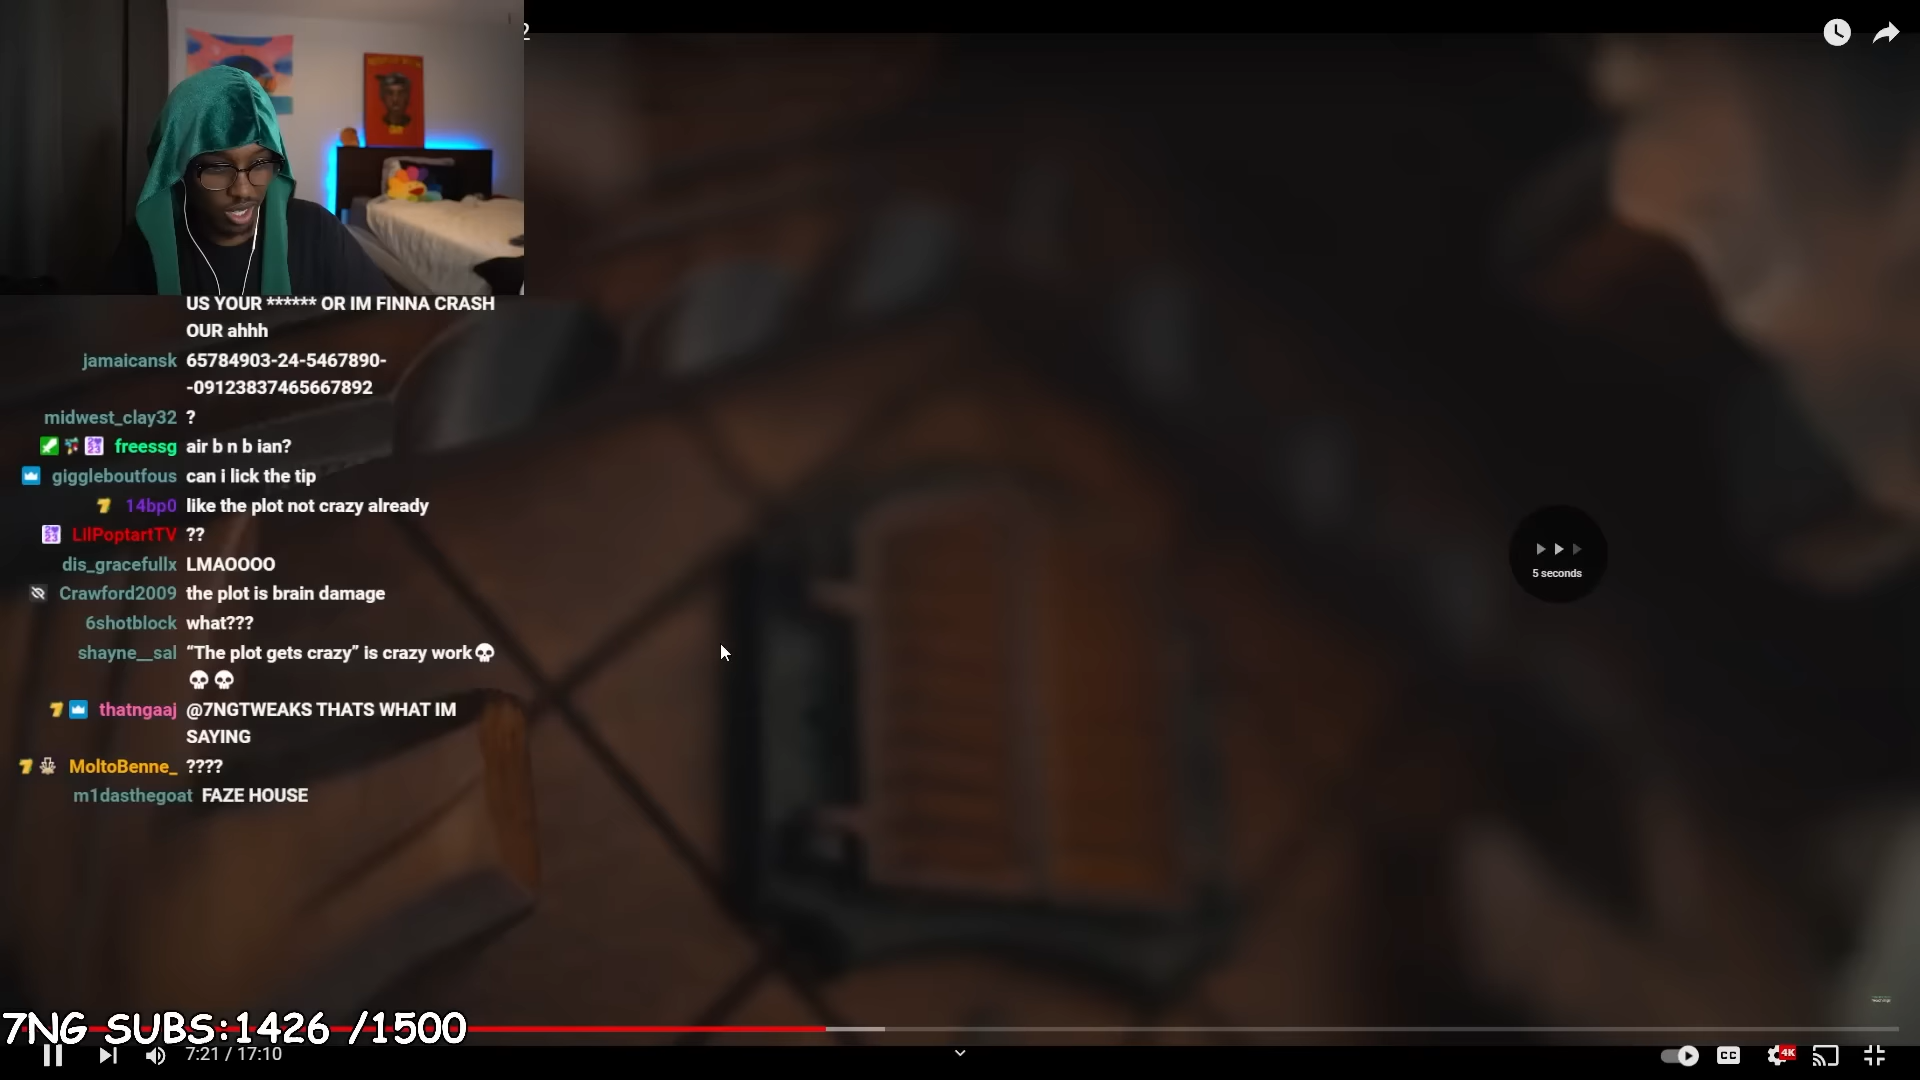 2
US YOUR ****** OR IM FINNA CRASH
OUR ahhh
jamaicansk 65784903-24-5467890-
-09123837465667892
midwest_clay32 ?
freessg air b n b ian?
giggleboutfous can i lick the tip
14bp0 like the plot not crazy already
LilPoptartTV ??
dis_gracefullx LMAOOOO
Crawford2009 the plot is brain damage
6shotblock what???
shayne__sal “The plot gets crazy” is crazy work💀
💀💀
thatngaaj @7NGTWEAKS THATS WHAT IM
SAYING
MoltoBenne_ ????
m1dasthegoat FAZE HOUSE
5 seconds
7NG SUBS:1426 /1500
7:21 / 17:10
CC
4K